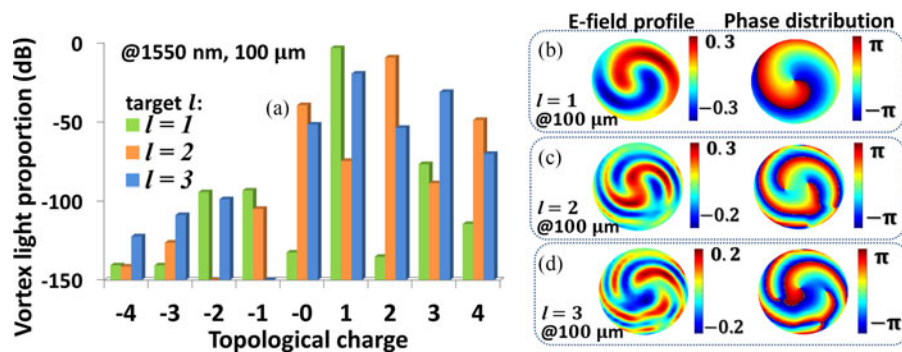 Vortex light proportion (dB)
0
-50
-100
-150
@1550 nm, 100 μm
target l:
(a)
l = 1
l = 2
l = 3
-4 -3 -2 -1 -0 1 2 3 4
Topological charge
E-field profile Phase distribution
(b)
0.3
π
l = 1
@100 μm
−0.3
−π
(c)
0.3
π
l = 2
@100 μm
−0.2
−π
(d)
0.2
π
l = 3
@100 μm
−0.2
−π